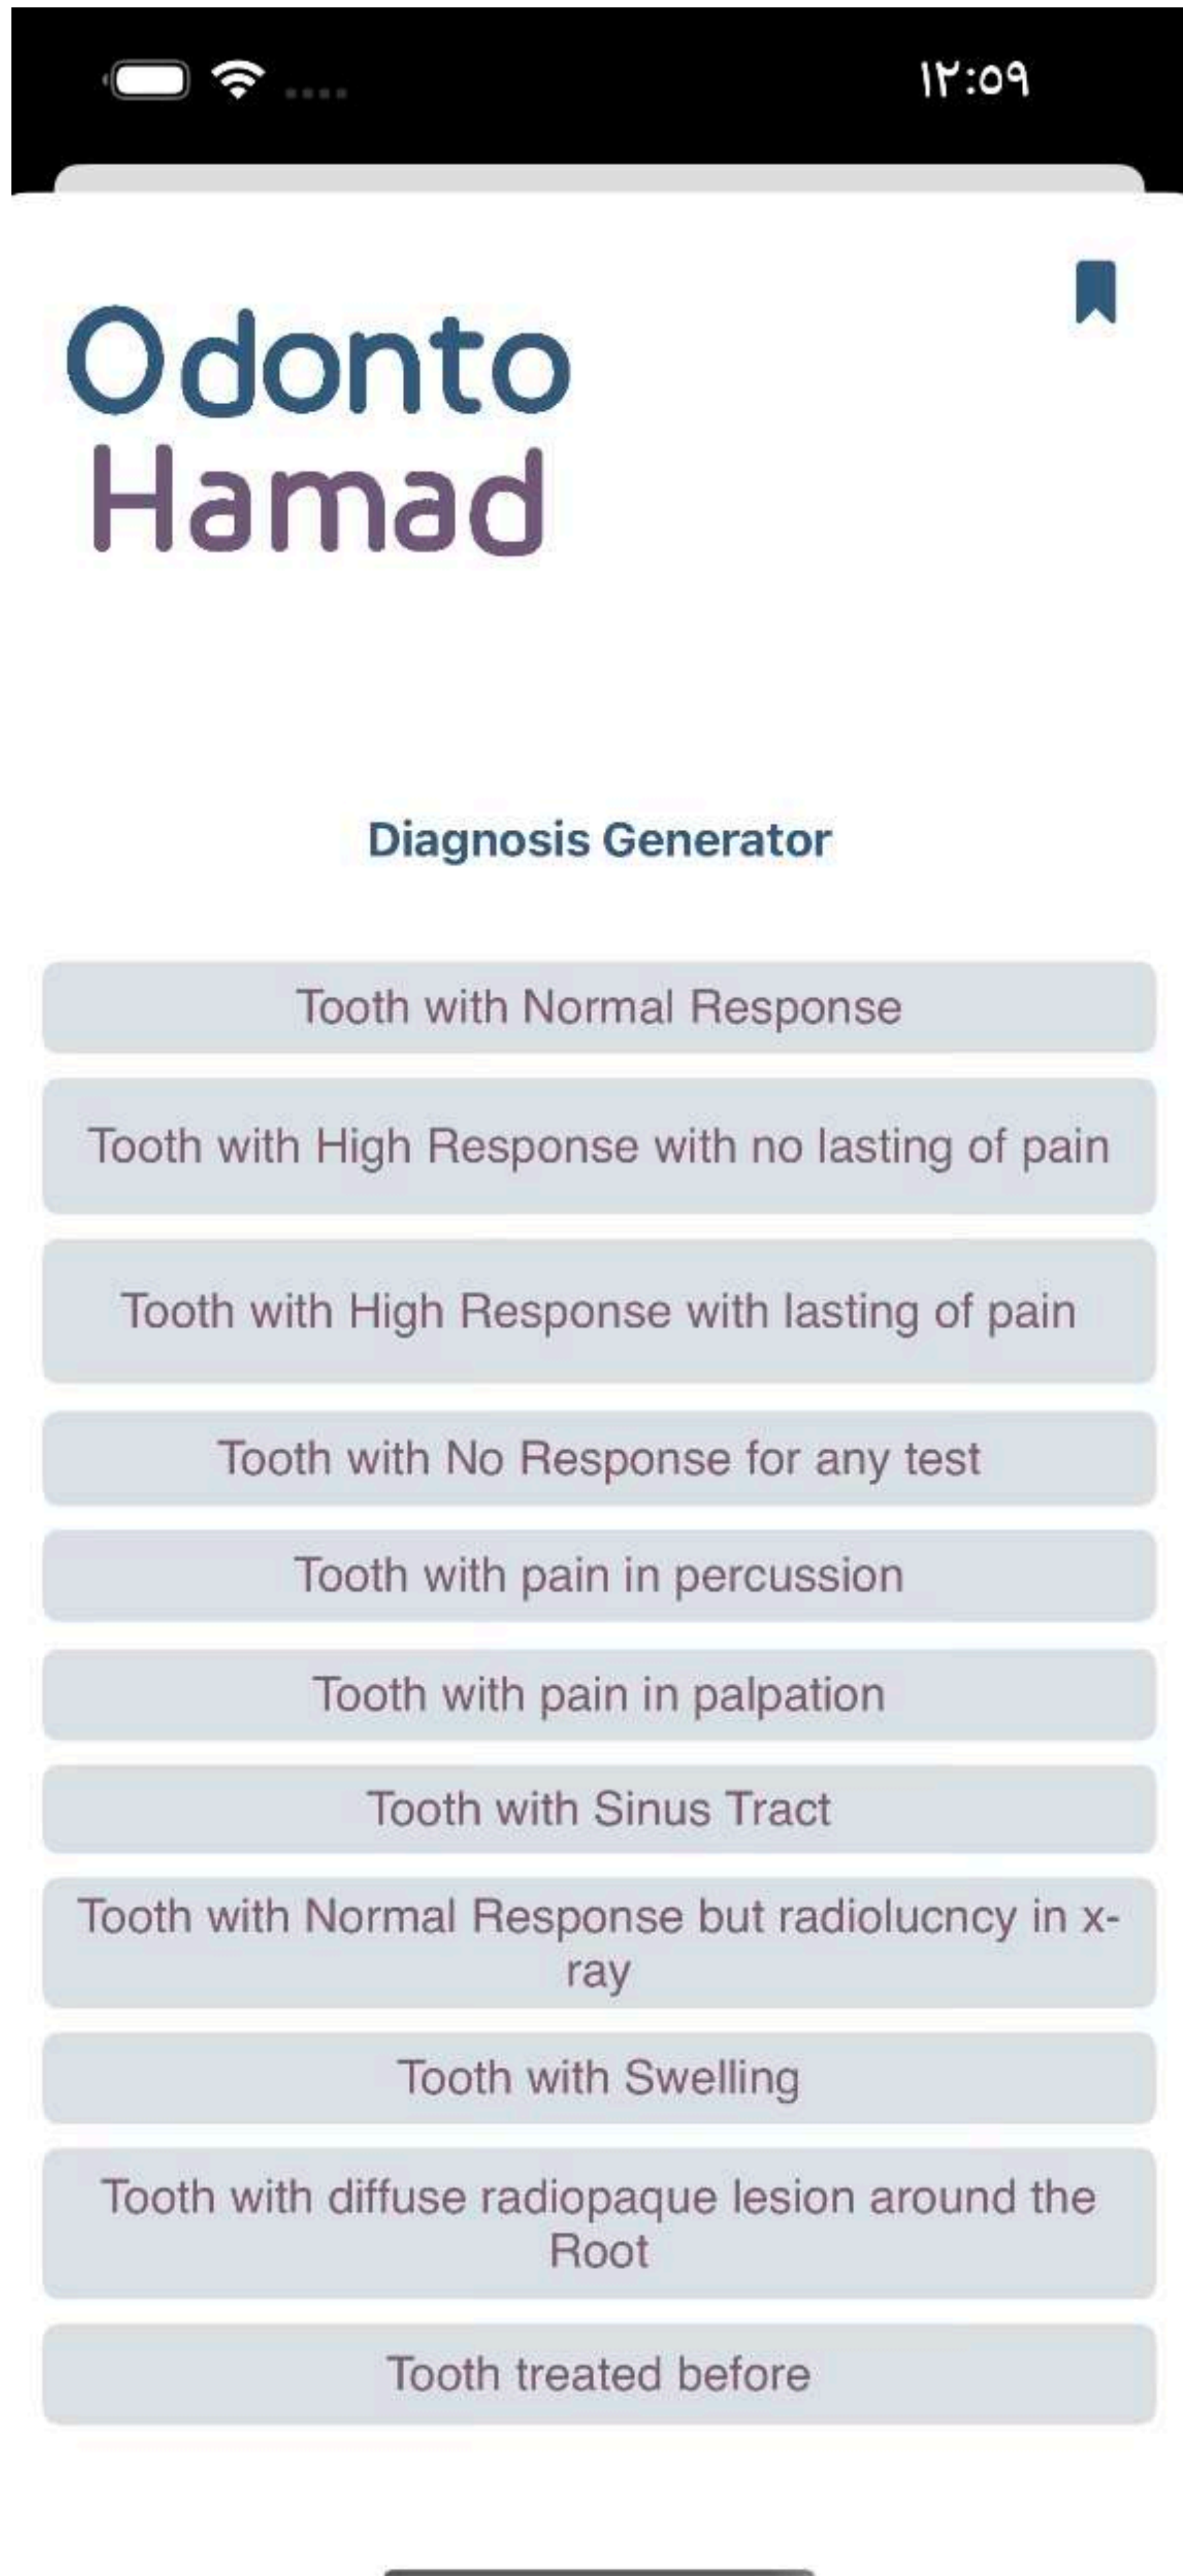 ١٢:٥٩
Odonto
Hamad
Diagnosis Generator
Tooth with Normal Response
Tooth with High Response with no lasting of pain
Tooth with High Response with lasting of pain
Tooth with No Response for any test
Tooth with pain in percussion
Tooth with pain in palpation
Tooth with Sinus Tract
Tooth with Normal Response but radiolucncy in x-
ray
Tooth with Swelling
Tooth with diffuse radiopaque lesion around the
Root
Tooth treated before